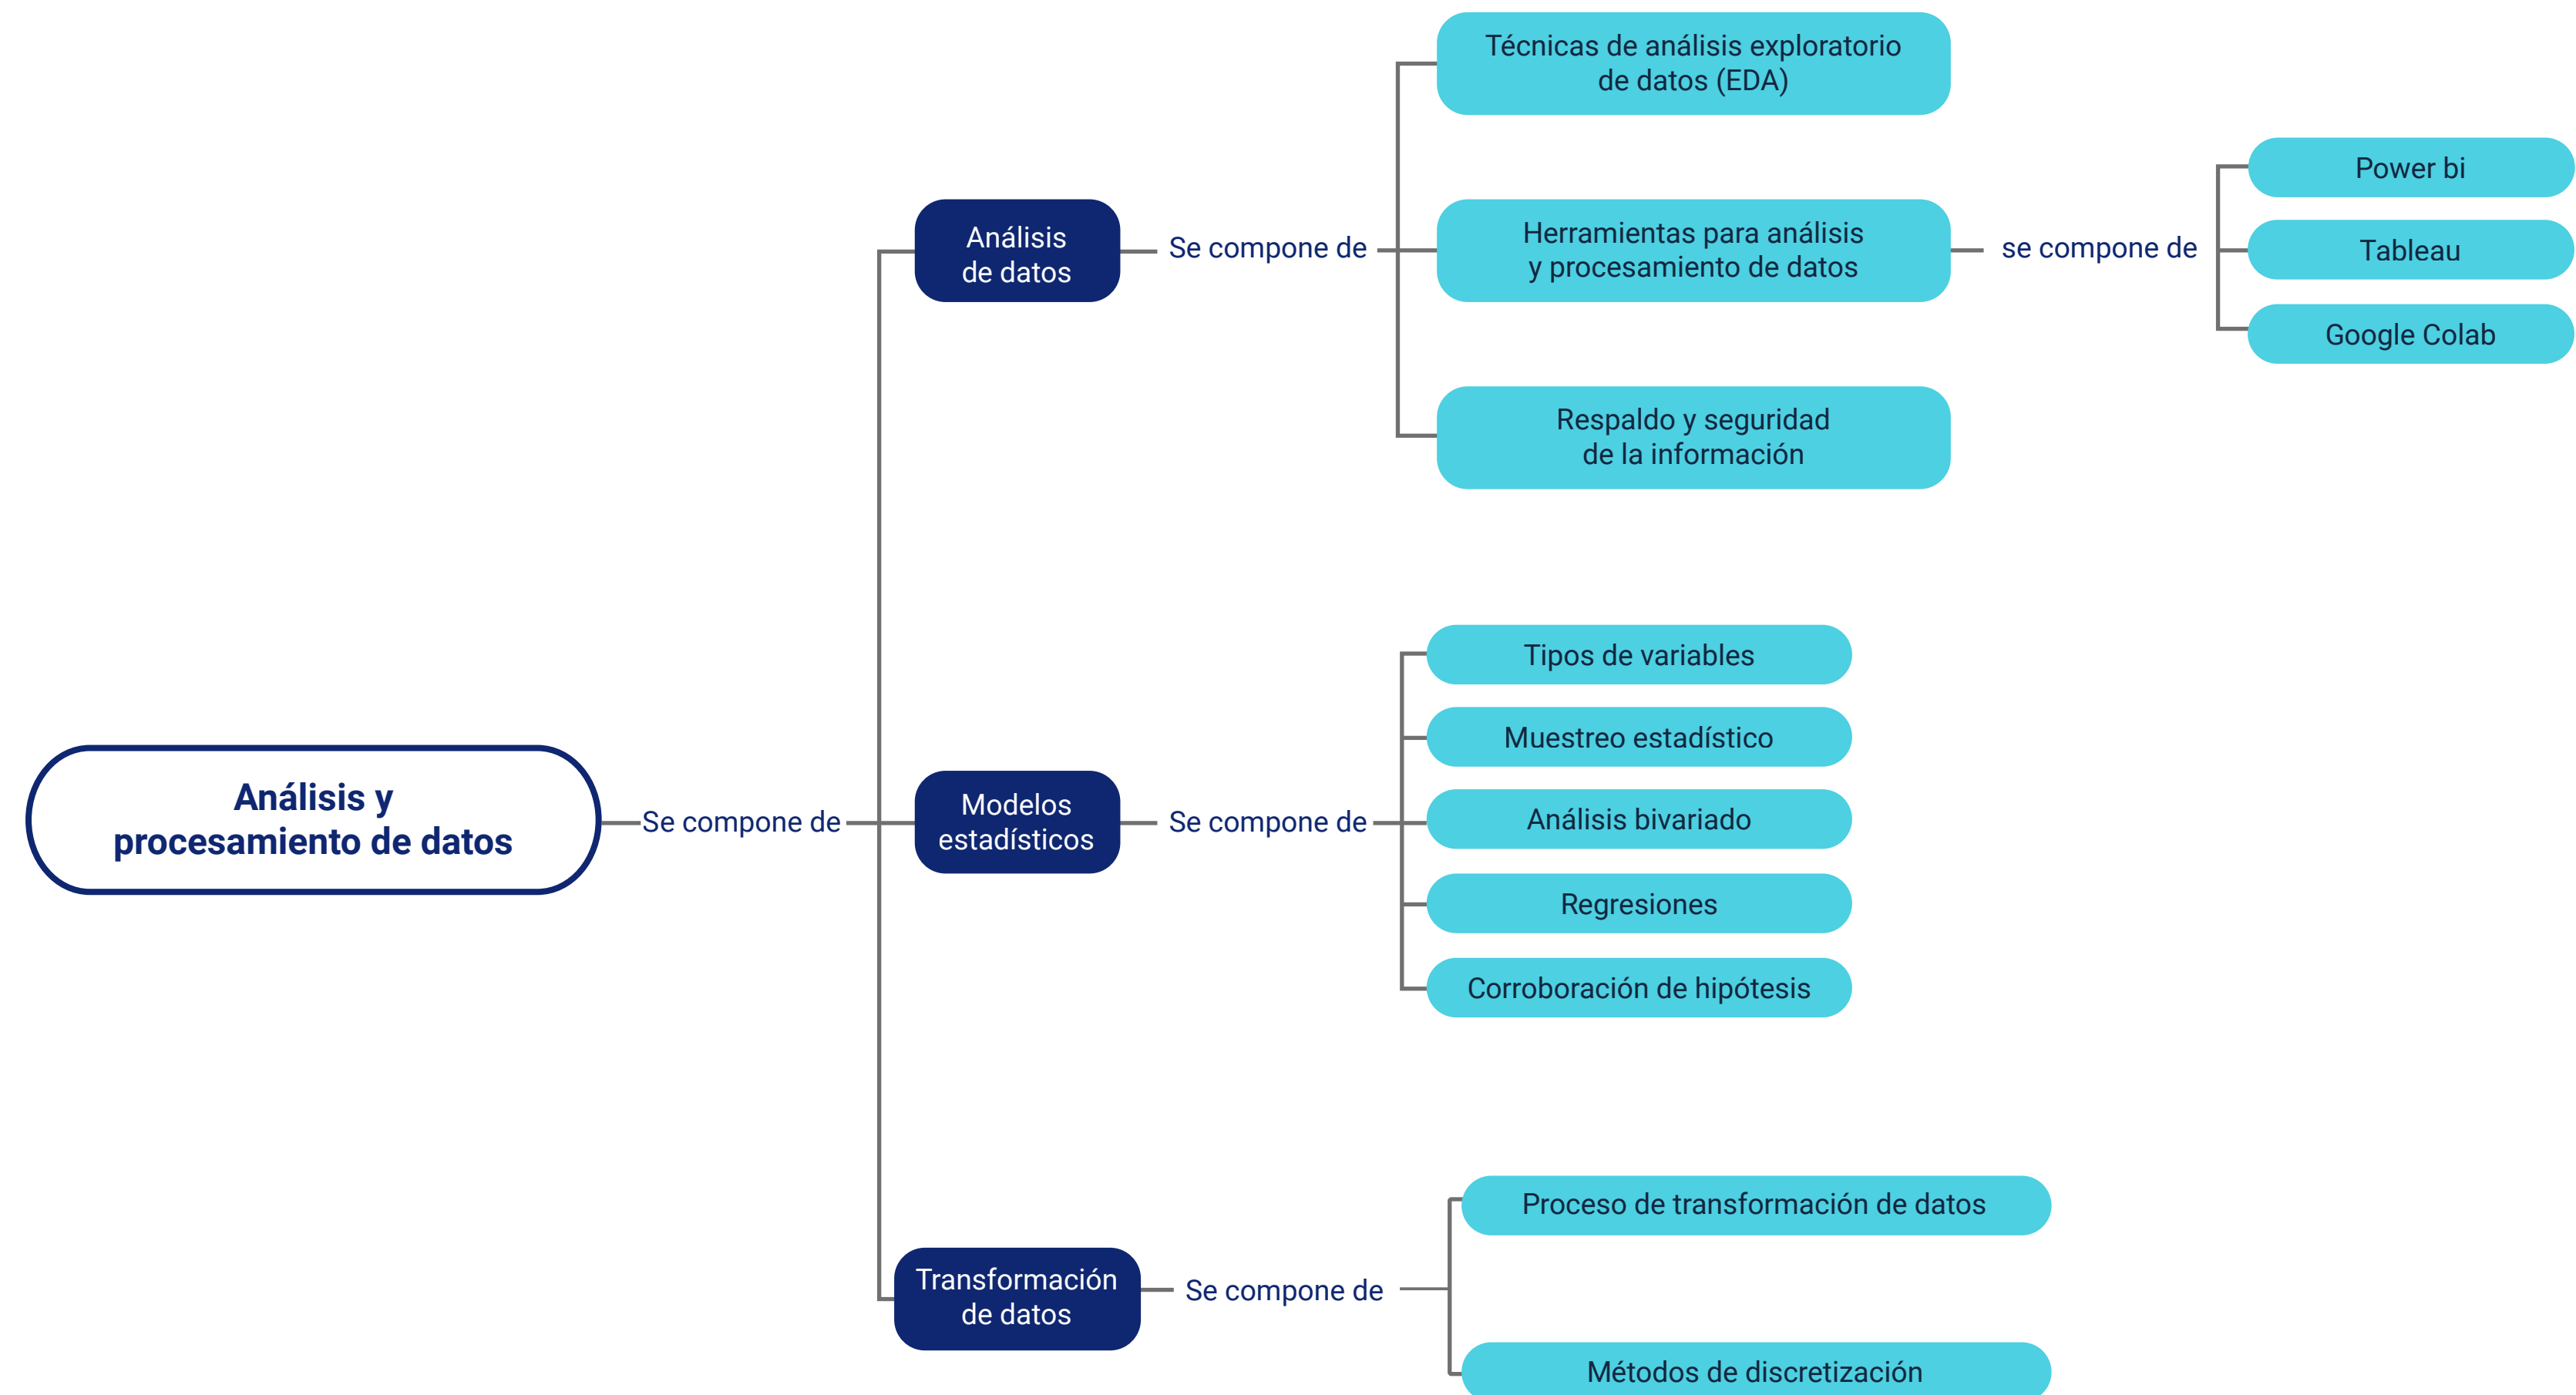 Análisis y
procesamiento de datos
Se compone de
Análisis
de datos
Se compone de
Técnicas de análisis exploratorio
de datos (EDA)
Herramientas para análisis
y procesamiento de datos
se compone de
Power bi
Tableau
Google Colab
Respaldo y seguridad
de la información
Modelos
estadísticos
Se compone de
Tipos de variables
Muestreo estadístico
Análisis bivariado
Regresiones
Corroboración de hipótesis
Transformación
de datos
Se compone de
Proceso de transformación de datos
Métodos de discretización